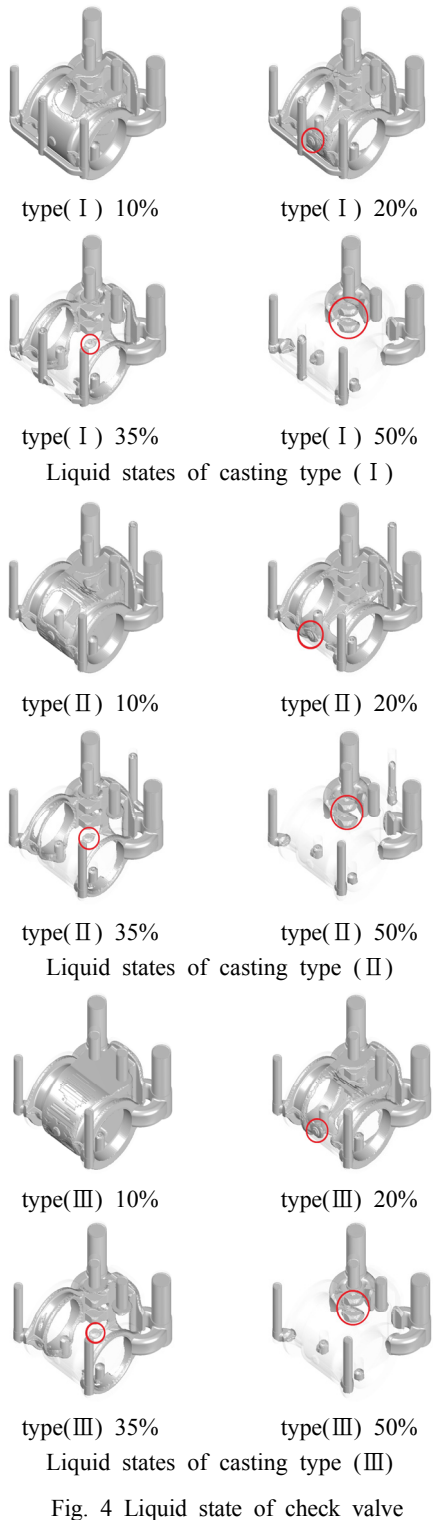 type(Ⅰ) 10%
type(Ⅰ) 20%
type(Ⅰ) 35%
type(Ⅰ) 50%
Liquid states of casting type (Ⅰ)
type(Ⅱ) 10%
type(Ⅱ) 20%
type(Ⅱ) 35%
type(Ⅱ) 50%
Liquid states of casting type (Ⅱ)
type(Ⅲ) 10%
type(Ⅲ) 20%
type(Ⅲ) 35%
type(Ⅲ) 50%
Liquid states of casting type (Ⅲ)
Fig. 4 Liquid state of check valve